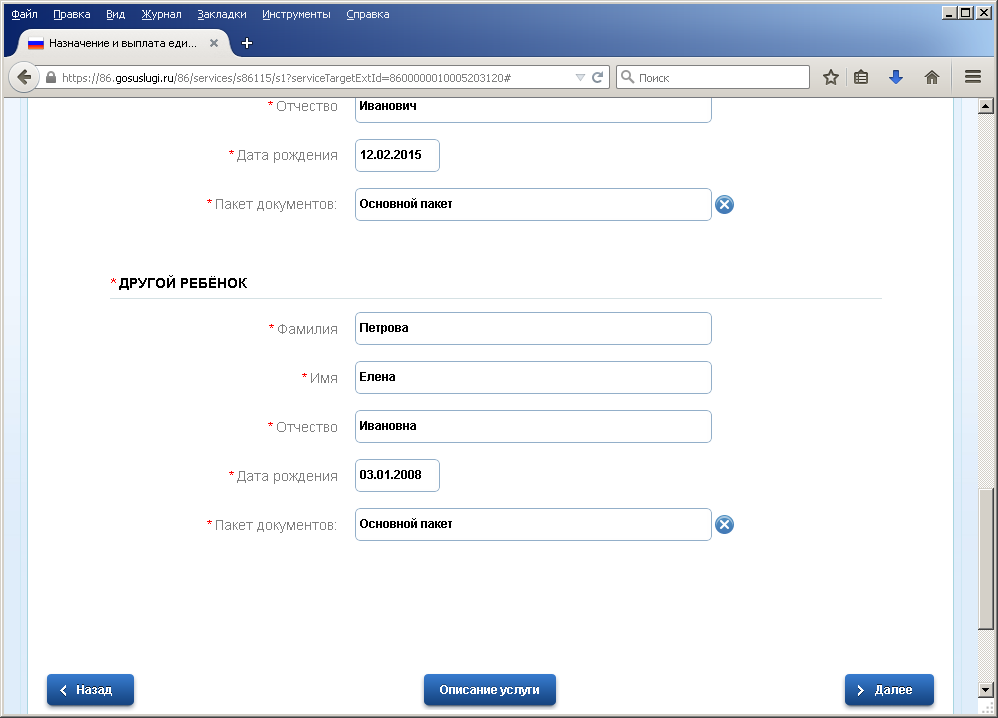 Файл Правка Вид Журнал Закладки Инструменты Справка
Назначение и выплата еди...
https://86.gosuslugi.ru/86/services/s86115/s1?serviceTargetExtId=8600000010005203120#
Поиск
* Отчество Иванович
* Дата рождения 12.02.2015
* Пакет документов: Основной пакет
* ДРУГОЙ РЕБЁНОК
* Фамилия Петрова
* Имя Елена
* Отчество Ивановна
* Дата рождения 03.01.2008
* Пакет документов: Основной пакет
Назад Описание услуги Далее